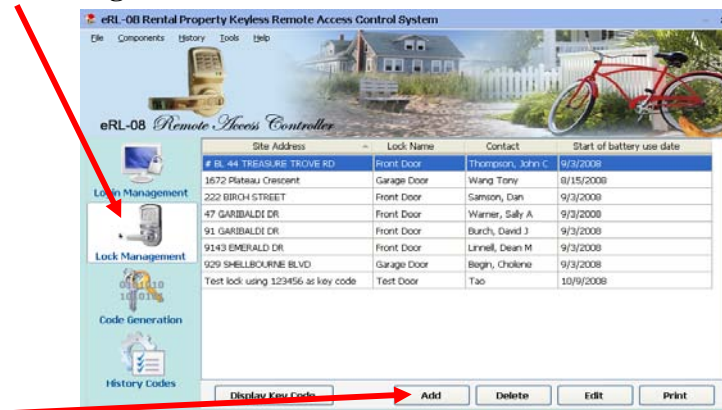 eRL-08 Rental Property Keyless Remote Access Control System
File Components History Tools Help
eRL-08 Remote Access Controller
Login Management
Lock Management
Code Generation
History Codes
Site Address Lock Name Contact Start of battery use date
# BL 44 TREASURE TROVE RD Front Door Thompson, John C 9/3/2008
1672 Plateau Crescent Garage Door Wang Tony 8/15/2008
222 BIRCH STREET Front Door Samson, Dan 9/3/2008
47 GARIBALDI DR Front Door Warner, Sally A 9/3/2008
91 GARIBALDI DR Front Door Burch, David J 9/3/2008
9143 EMERALD DR Front Door Linnell, Dean M 9/3/2008
929 SHELLBOURNE BLVD Garage Door Begin, Cholene 9/3/2008
Test lock using 123456 as key code Test Door Tao 10/9/2008
Display Key Code Add Delete Edit Print